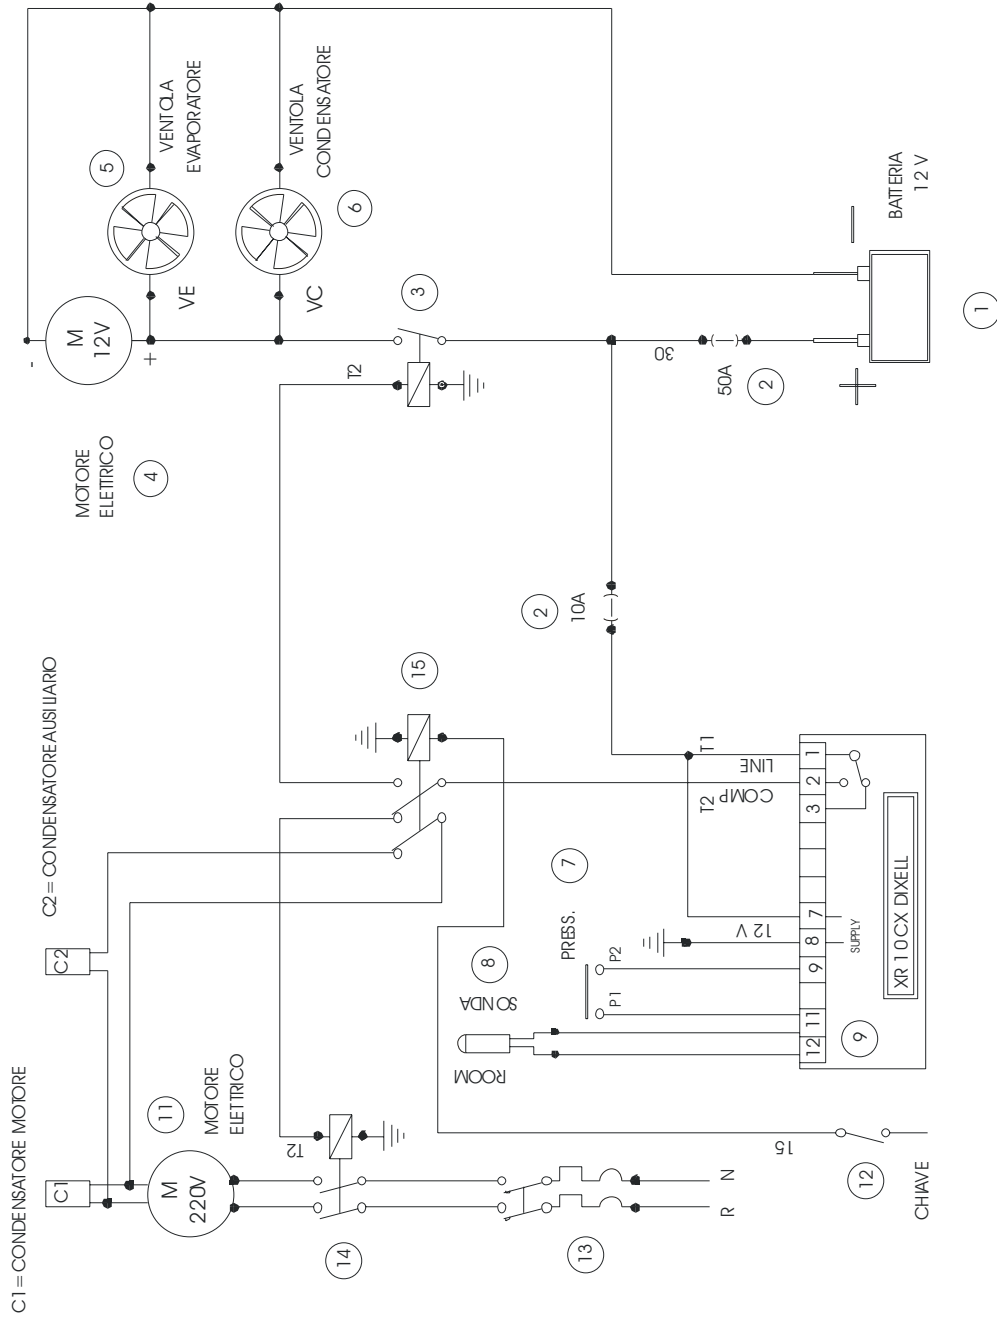 C1 = CONDENSATORE MOTORE
C2 = CONDENSATORE AUSILIARIO
C1
C2
M
220V
11
MOTORE
ELETTRICO
T2
14
13
R
N
MOTORE
ELETTRICO
4
-
M
12V
+
5
VENTOLA
EVAPORATORE
VE
6
VENTOLA
CONDENSATORE
VC
T2
3
15
2
10A
30
50A
2
BATTERIA
12 V
+
−
1
ROOM
SONDA
8
PRESS.
7
P1
P2
12 V
T2
COMP
T1
LINE
12
11
9
8
7
3
2
1
SUPPLY
XR 10CX DIXELL
9
15
12
CHIAVE